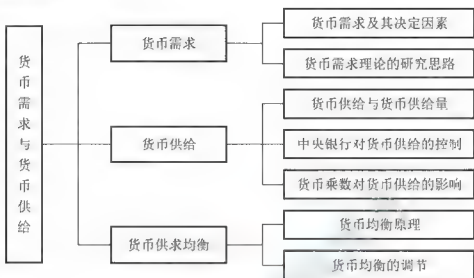 货币需求与货币供给
货币需求
货币需求及其决定因素
货币需求理论的研究思路
货币供给
货币供给与货币供给量
中央银行对货币供给的控制
货币乘数对货币供给的影响
货币供求均衡
货币均衡原理
货币均衡的调节